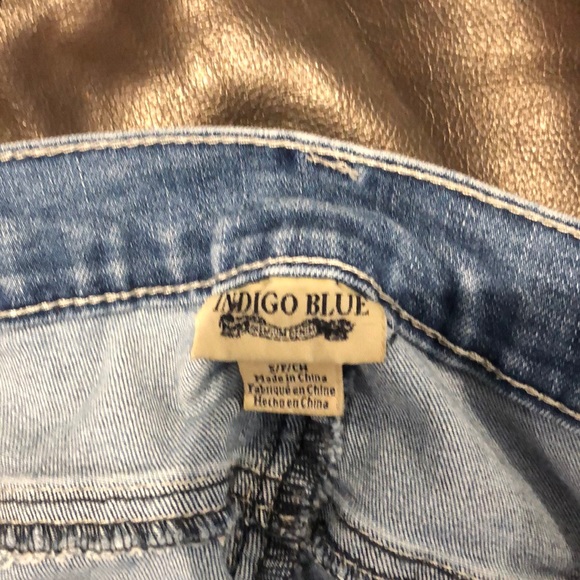 INDIGO BLUE
S/P/CH
Made in China
Fabriqué en Chine
Hecho en China